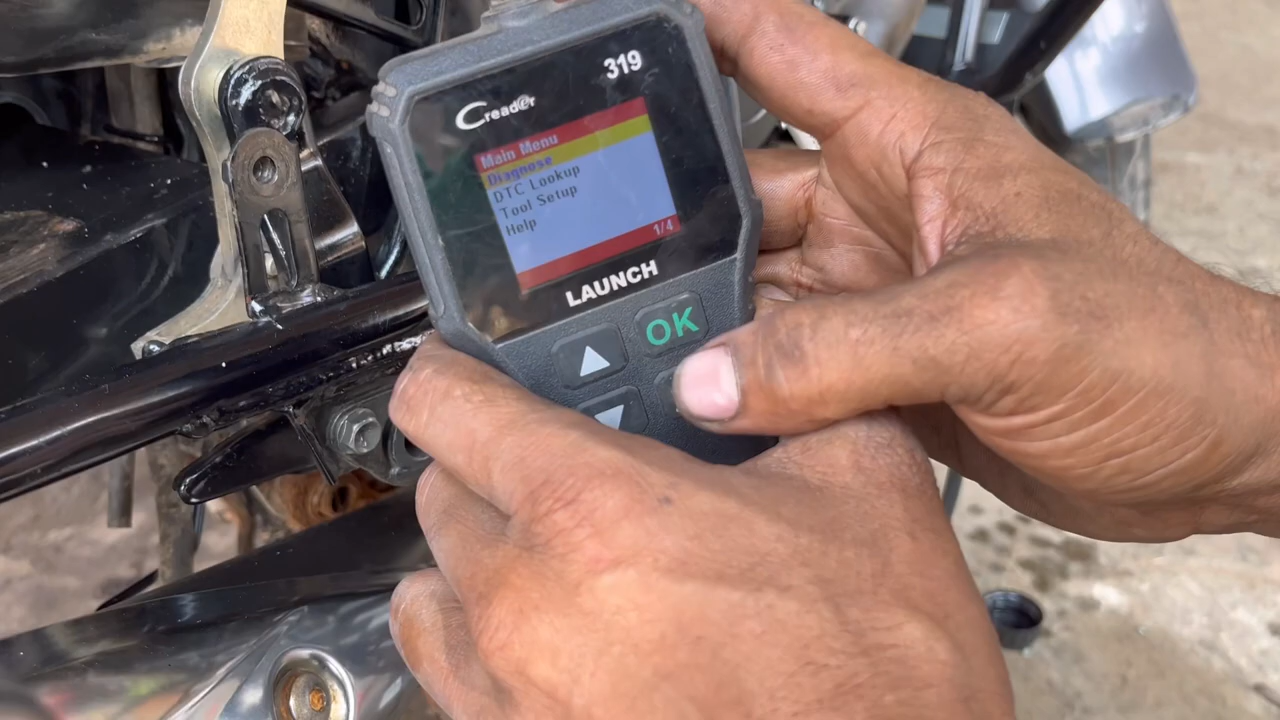 319
Creader
Main Menu
Diagnose
DTC Lookup
Tool Setup
Help
1/4
LAUNCH
OK